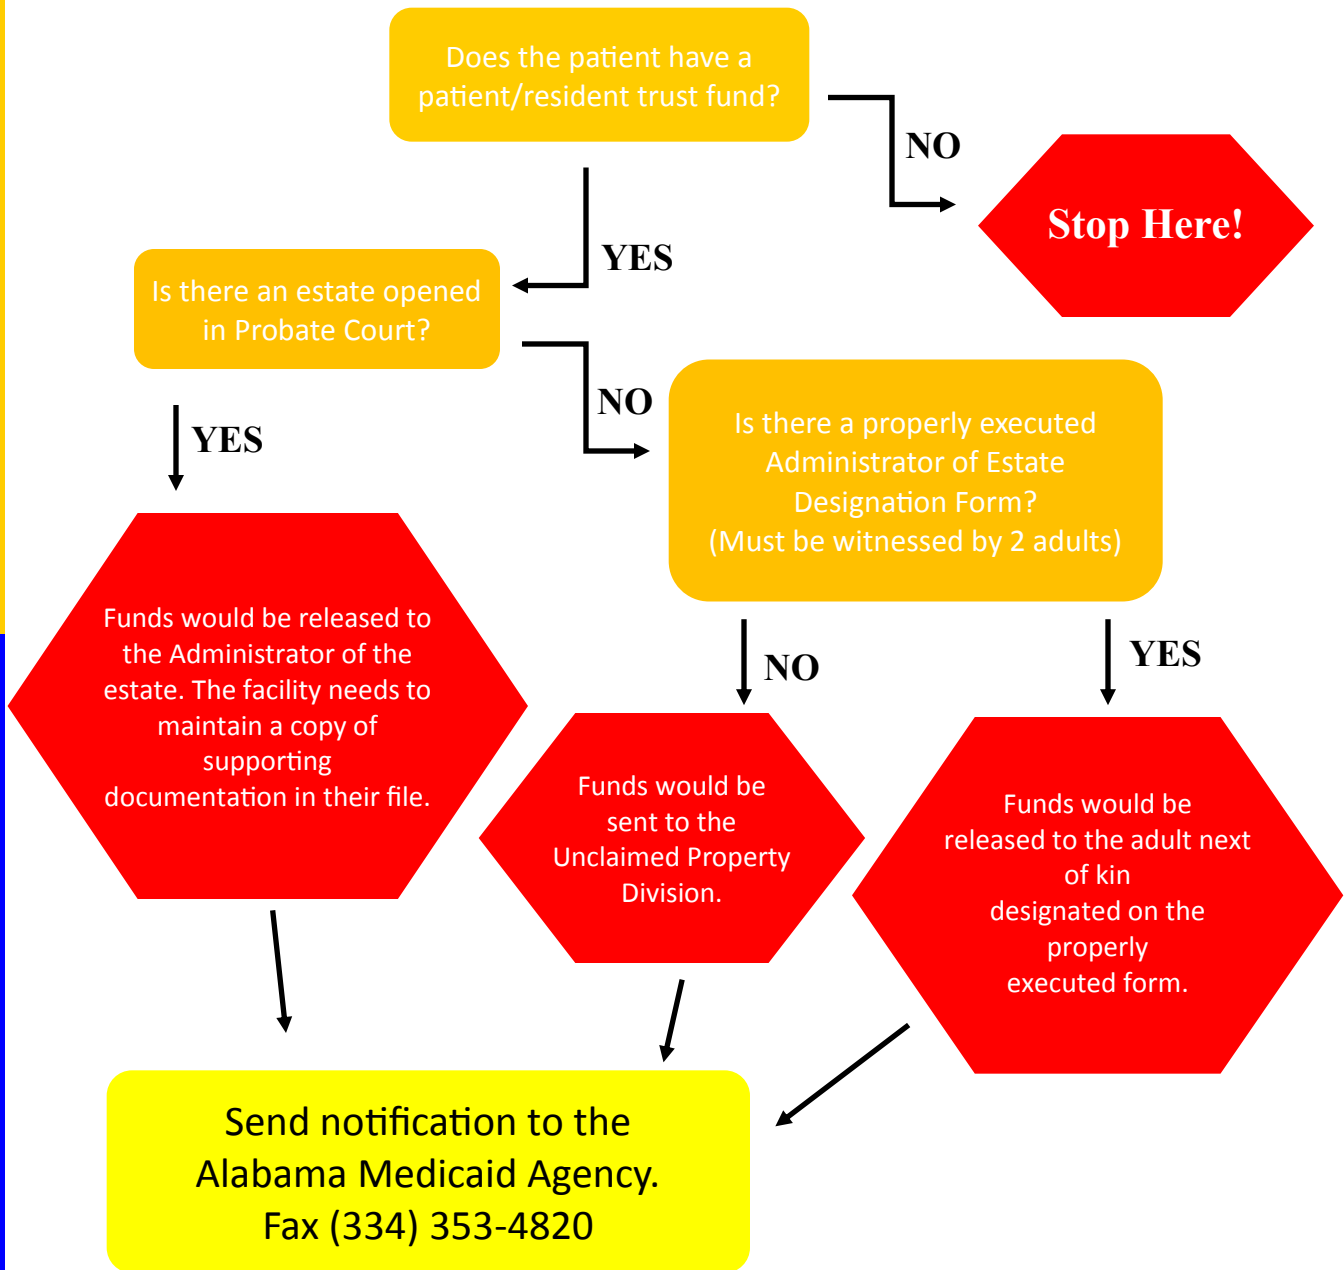 Does the patient have a
patient/resident trust fund?
NO
Stop Here!
YES
Is there an estate opened
in Probate Court?
NO
YES
Is there a properly executed
Administrator of Estate
Designation Form?
(Must be witnessed by 2 adults)
NO
YES
Funds would be released to
the Administrator of the
estate. The facility needs to
maintain a copy of
supporting
documentation in their file.
Funds would be
sent to the
Unclaimed Property
Division.
Funds would be
released to the adult next
of kin
designated on the
properly
executed form.
Send notification to the
Alabama Medicaid Agency.
Fax (334) 353-4820